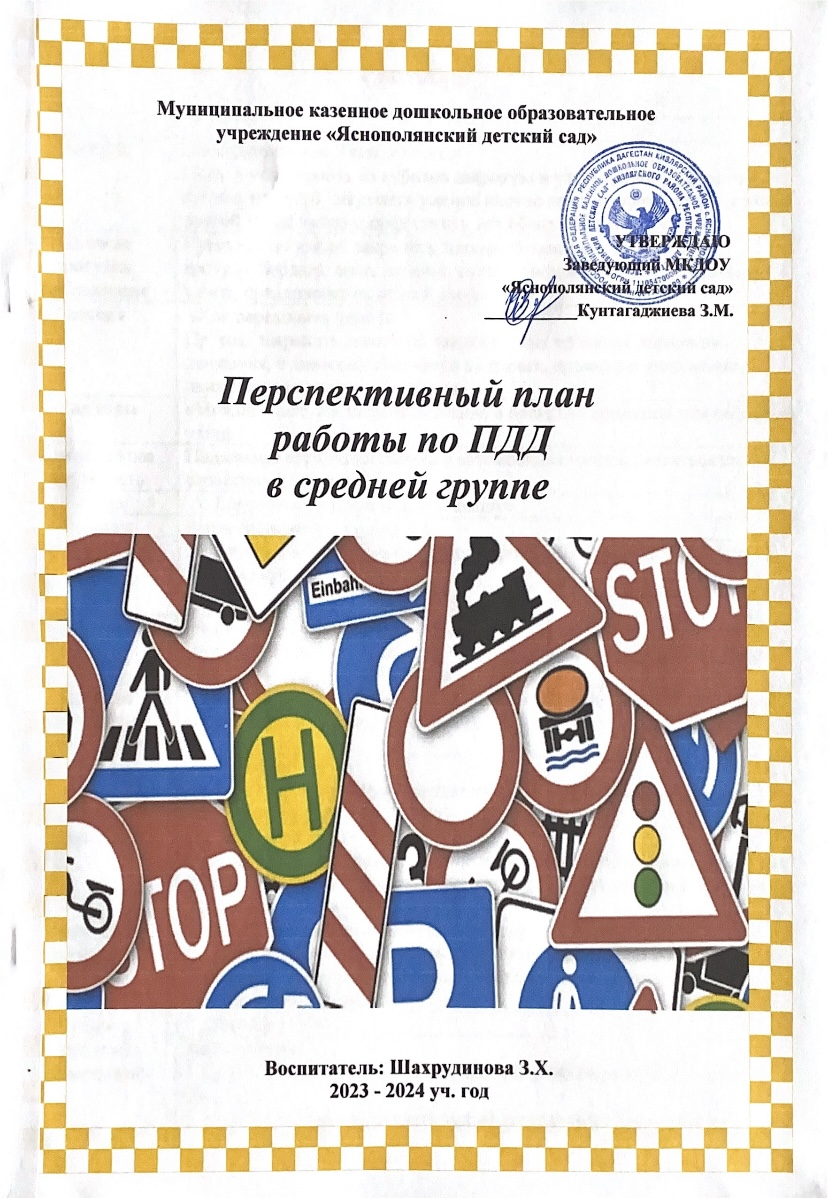 Муниципальное казенное дошкольное образовательное
учреждение «Яснополянский детский сад»
УТВЕРЖДАЮ
Заведующий МКДОУ
«Яснополянский детский сад»
Кунтагаджиева З.М.
Перспективный план
работы по ПДД
в средней группе
STOP
H
STOP
P
3
Воспитатель: Шахрудинова З.Х.
2023 - 2024 уч. год